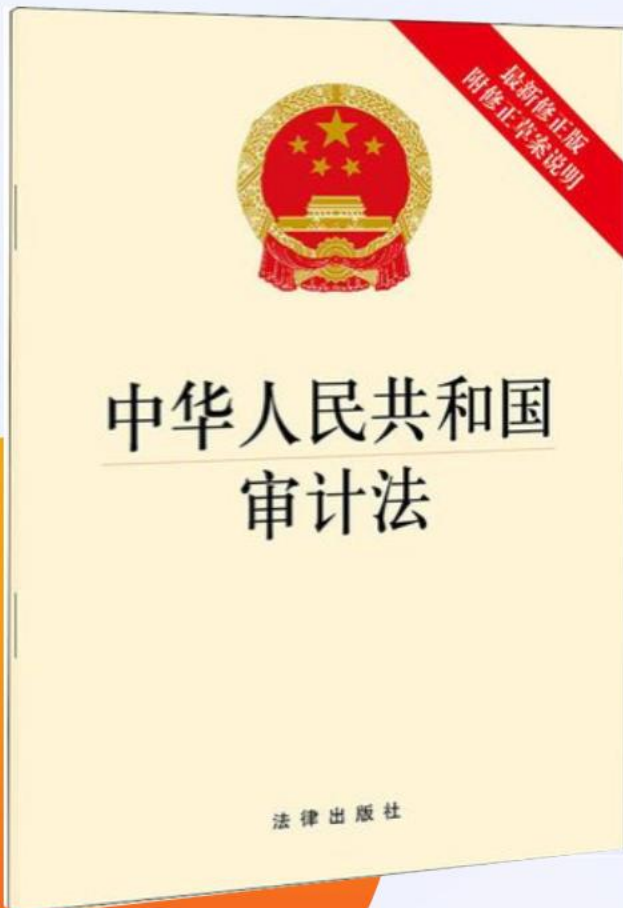 最新修正版
附修正草案说明
中华人民共和国
审计法
法律出版社